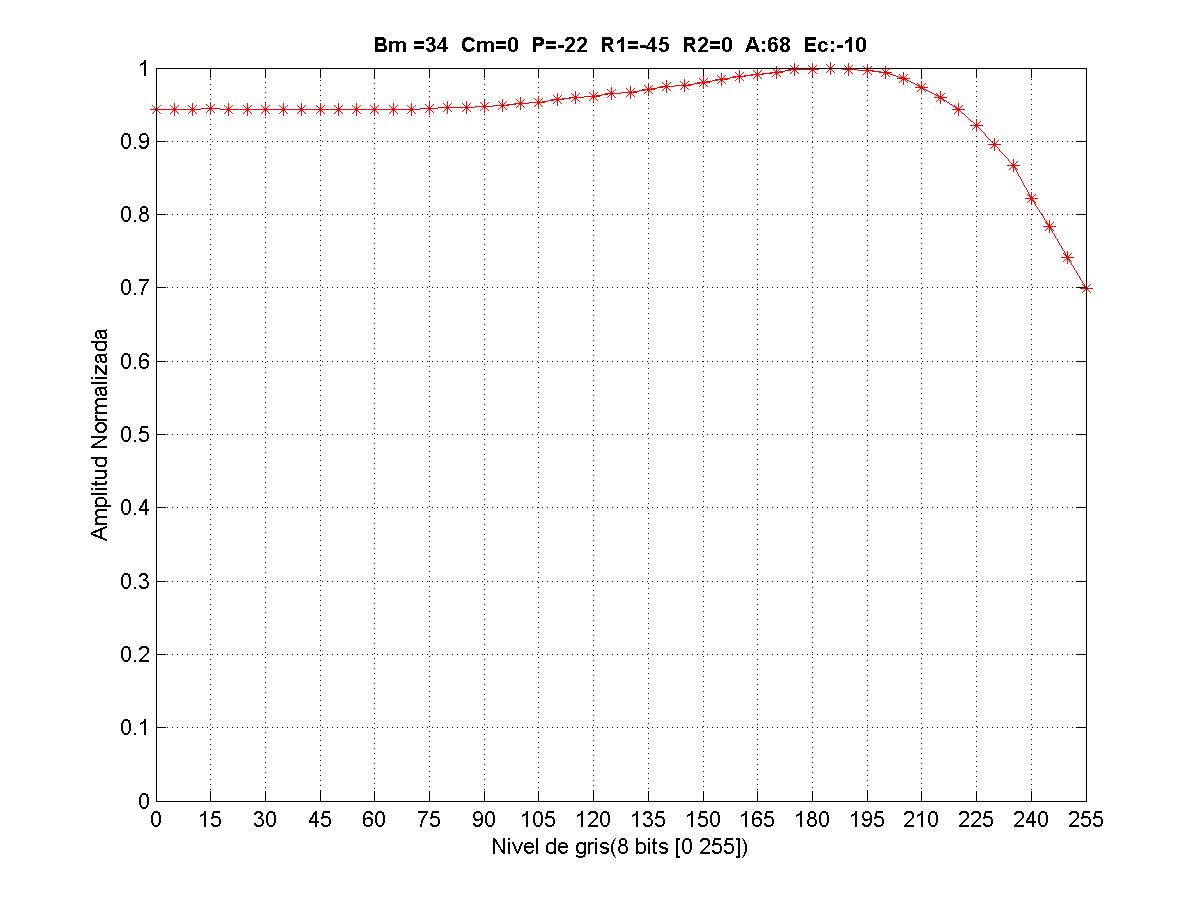 Bm =34 Cm=0 P=-22 R1=-45 R2=0 A:68 Ec:-10
1
0.9
0.8
0.7
0.6
0.5
0.4
0.3
0.2
0.1
0
Amplitud Normalizada
0 15 30 45 60 75 90 105 120 135 150 165 180 195 210 225 240 255
Nivel de gris(8 bits [0 255])